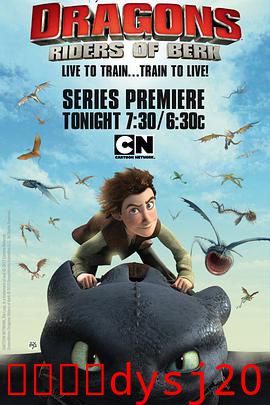 DRAGONS
RIDERS OF BERK
LIVE TO TRAIN...TRAIN TO LIVE!
SERIES PREMIERE
TONIGHT 7:30/6:30c
CN
CARTOON NETWORK
dysj20